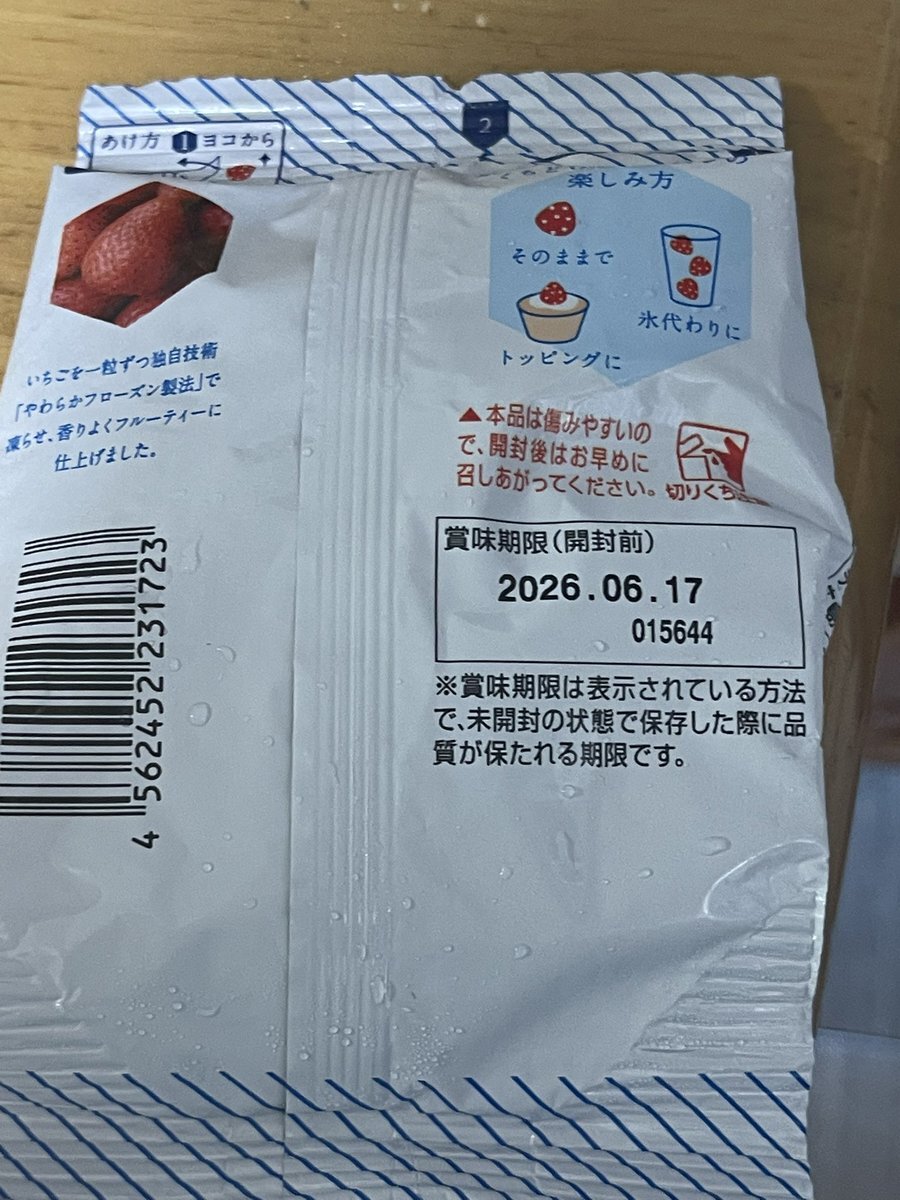 あけ方 1 ヨコから
2
楽しみ方
そのままで
氷代わりに
トッピングに
いちごを一粒ずつ独自技術
「やわらかフローズン製法」で
凍らせ、香りよくフルーティーに
仕上げました。
▲本品は傷みやすいの
で、開封後はお早めに
召しあがってください。
切りくち
賞味期限(開封前)
2026.06.17
015644
※賞味期限は表示されている方法
で、未開封の状態で保存した際に品
質が保たれる期限です。
4 562452 231723